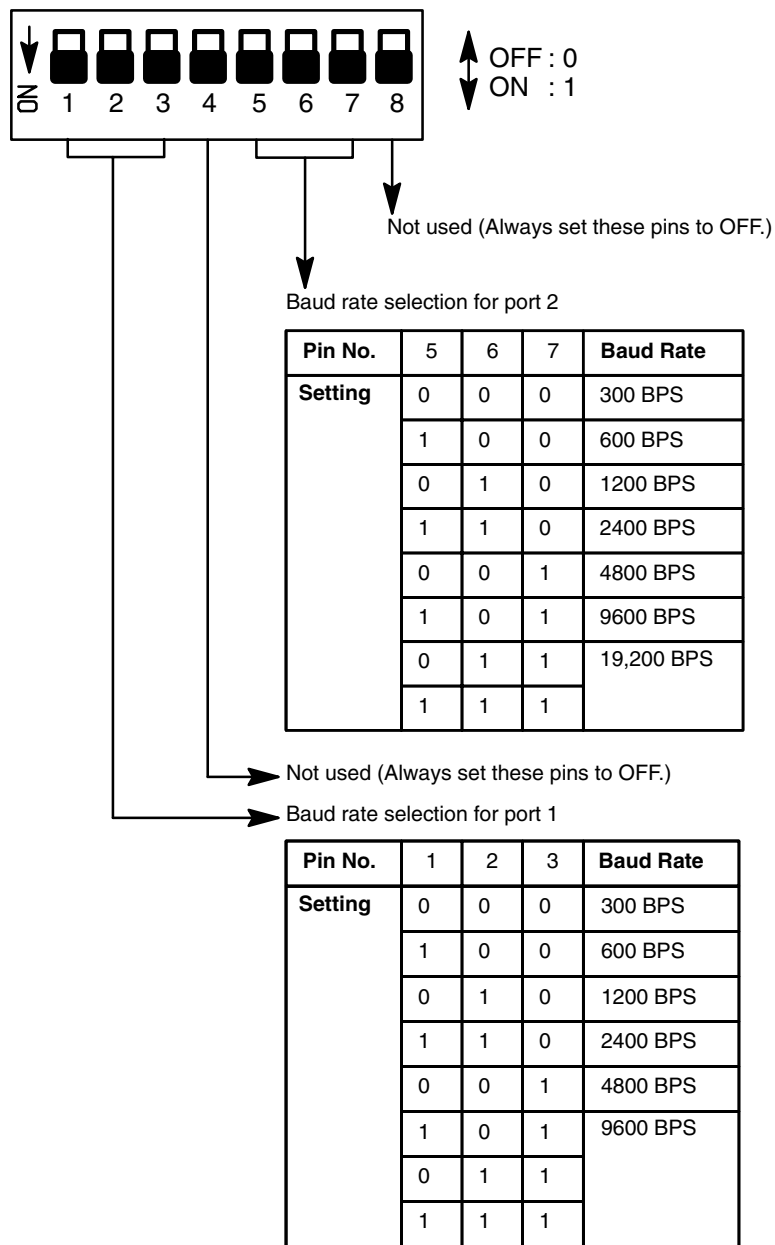 OFF : 0
ON : 1
ON 1 2 3 4 5 6 7 8
Not used (Always set these pins to OFF.)
Baud rate selection for port 2
Pin No. 5 6 7 Baud Rate
Setting 0 0 0 300 BPS
1 0 0 600 BPS
0 1 0 1200 BPS
1 1 0 2400 BPS
0 0 1 4800 BPS
1 0 1 9600 BPS
0 1 1 19,200 BPS
1 1 1
Not used (Always set these pins to OFF.)
Baud rate selection for port 1
Pin No. 1 2 3 Baud Rate
Setting 0 0 0 300 BPS
1 0 0 600 BPS
0 1 0 1200 BPS
1 1 0 2400 BPS
0 0 1 4800 BPS
1 0 1 9600 BPS
0 1 1
1 1 1